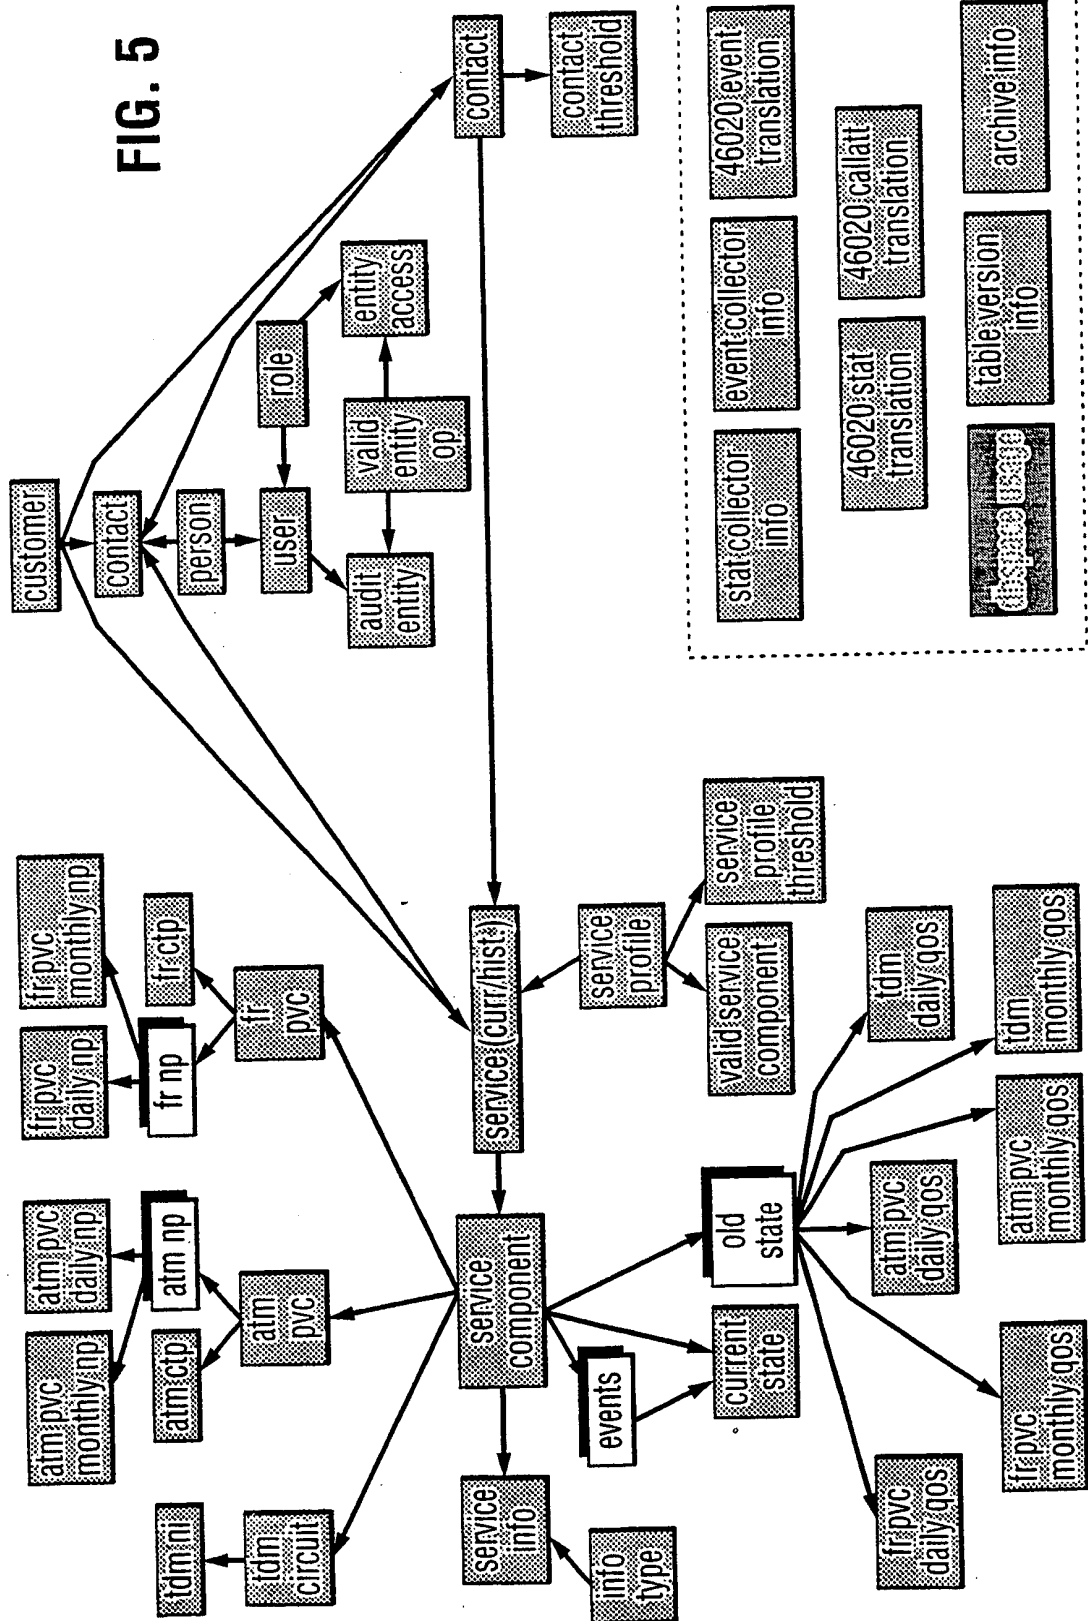 FIG. 5
customer
contact
person
user
role
audit
entity
valid
entity
op
entity
access
contact
contact
threshold
fr pvc
monthly np
fr pvc
daily np
fr ctp
fr np
fr
pvc
atm pvc
daily np
atm pvc
monthly np
atm np
atm ctp
atm
pvc
tdm ni
tdm
circuit
service (curr/hist)
service
component
service
info
info
type
events
current
state
old
state
service
profile
valid service
component
service
profile
threshold
tdm
daily qos
tdm
monthly qos
atm pvc
daily qos
atm pvc
monthly qos
fr pvc
daily qos
fr pvc
monthly qos
stat collector
info
event collector
info
46020 event
translation
46020 stat
translation
46020 callatt
translation
dbspace usage
table version
info
archive info